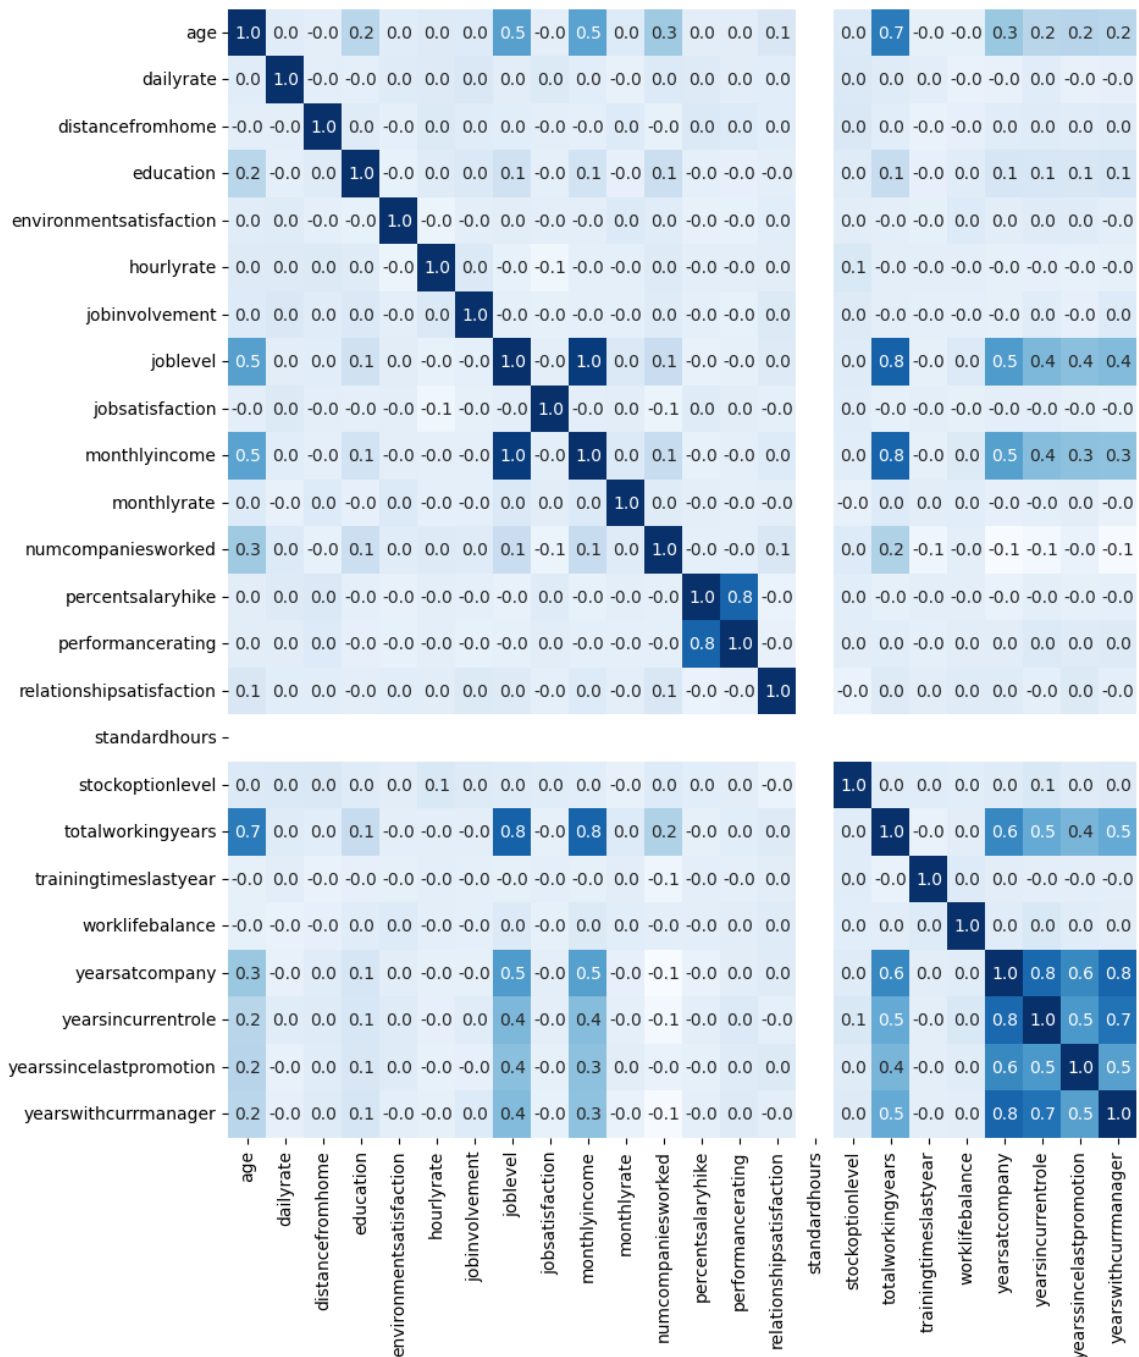 age 1.0 0.0 -0.0 0.2 0.0 0.0 0.0 0.5 -0.0 0.5 0.0 0.3 0.0 0.0 0.1 0.0 0.7 -0.0 -0.0 0.3 0.2 0.2 0.2
dailyrate 0.0 1.0 -0.0 -0.0 0.0 0.0 0.0 0.0 0.0 0.0 -0.0 0.0 0.0 0.0 0.0 0.0 0.0 0.0 -0.0 -0.0 0.0 -0.0 -0.0
distancefromhome -0.0 -0.0 1.0 0.0 -0.0 0.0 0.0 0.0 -0.0 -0.0 0.0 -0.0 0.0 0.0 0.0 0.0 0.0 -0.0 -0.0 0.0 0.0 0.0 0.0
education 0.2 -0.0 0.0 1.0 -0.0 0.0 0.0 0.1 -0.0 0.1 -0.0 0.1 -0.0 -0.0 -0.0 0.0 0.1 -0.0 0.0 0.1 0.1 0.1 0.1
environmentsatisfaction 0.0 0.0 -0.0 -0.0 1.0 -0.0 -0.0 0.0 -0.0 -0.0 0.0 0.0 -0.0 -0.0 0.0 0.0 -0.0 -0.0 0.0 0.0 0.0 0.0 -0.0
hourlyrate 0.0 0.0 0.0 0.0 -0.0 1.0 0.0 -0.0 -0.1 -0.0 -0.0 0.0 -0.0 -0.0 0.0 0.1 -0.0 -0.0 -0.0 -0.0 -0.0 -0.0 -0.0
jobinvolvement 0.0 0.0 0.0 0.0 -0.0 0.0 1.0 -0.0 -0.0 -0.0 -0.0 0.0 -0.0 -0.0 0.0 0.0 -0.0 -0.0 -0.0 -0.0 0.0 -0.0 0.0
joblevel 0.5 0.0 0.0 0.1 0.0 -0.0 -0.0 1.0 -0.0 1.0 0.0 0.1 -0.0 -0.0 0.0 0.0 0.8 -0.0 0.0 0.5 0.4 0.4 0.4
jobsatisfaction -0.0 0.0 -0.0 -0.0 -0.0 -0.1 -0.0 -0.0 1.0 -0.0 0.0 -0.1 0.0 0.0 -0.0 0.0 -0.0 -0.0 -0.0 -0.0 -0.0 -0.0 -0.0
monthlyincome 0.5 0.0 -0.0 0.1 -0.0 -0.0 -0.0 1.0 -0.0 1.0 0.0 0.1 -0.0 -0.0 0.0 0.0 0.8 -0.0 0.0 0.5 0.4 0.3 0.3
monthlyrate 0.0 -0.0 0.0 -0.0 0.0 -0.0 -0.0 0.0 0.0 0.0 1.0 0.0 -0.0 -0.0 -0.0 -0.0 0.0 0.0 0.0 -0.0 -0.0 0.0 -0.0
numcompaniesworked 0.3 0.0 -0.0 0.1 0.0 0.0 0.0 0.1 -0.1 0.1 0.0 1.0 -0.0 -0.0 0.1 0.0 0.2 -0.1 -0.0 -0.1 -0.1 -0.0 -0.1
percentsalaryhike 0.0 0.0 0.0 -0.0 -0.0 -0.0 -0.0 -0.0 0.0 -0.0 -0.0 -0.0 1.0 0.8 -0.0 0.0 -0.0 -0.0 -0.0 -0.0 -0.0 -0.0 -0.0
performancerating 0.0 0.0 0.0 -0.0 -0.0 -0.0 -0.0 -0.0 0.0 -0.0 -0.0 -0.0 0.8 1.0 -0.0 0.0 0.0 -0.0 0.0 0.0 0.0 0.0 0.0
relationshipsatisfaction 0.1 0.0 0.0 -0.0 0.0 0.0 0.0 0.0 -0.0 0.0 -0.0 0.1 -0.0 -0.0 1.0 -0.0 0.0 0.0 0.0 0.0 -0.0 0.0 -0.0
standardhours
stockoptionlevel 0.0 0.0 0.0 0.0 0.0 0.1 0.0 0.0 0.0 0.0 -0.0 0.0 0.0 0.0 -0.0 1.0 0.0 0.0 0.0 0.0 0.1 0.0 0.0
totalworkingyears 0.7 0.0 0.0 0.1 -0.0 -0.0 -0.0 0.8 -0.0 0.8 0.0 0.2 -0.0 0.0 0.0 0.0 1.0 -0.0 0.0 0.6 0.5 0.4 0.5
trainingtimeslastyear -0.0 0.0 -0.0 -0.0 -0.0 -0.0 -0.0 -0.0 -0.0 -0.0 0.0 -0.1 -0.0 -0.0 0.0 0.0 -0.0 1.0 0.0 0.0 -0.0 -0.0 -0.0
worklifebalance -0.0 -0.0 -0.0 0.0 0.0 -0.0 -0.0 0.0 -0.0 0.0 0.0 -0.0 -0.0 0.0 0.0 0.0 0.0 0.0 1.0 0.0 0.0 0.0 0.0
yearsatcompany 0.3 -0.0 0.0 0.1 0.0 -0.0 -0.0 0.5 -0.0 0.5 -0.0 -0.1 -0.0 0.0 0.0 0.0 0.6 0.0 0.0 1.0 0.8 0.6 0.8
yearsincurrentrole 0.2 0.0 0.0 0.1 0.0 -0.0 0.0 0.4 -0.0 0.4 -0.0 -0.1 -0.0 0.0 -0.0 0.1 0.5 -0.0 0.0 0.8 1.0 0.5 0.7
yearssincelastpromotion 0.2 -0.0 0.0 0.1 0.0 -0.0 -0.0 0.4 -0.0 0.3 0.0 -0.0 -0.0 0.0 0.0 0.0 0.4 -0.0 0.0 0.6 0.5 1.0 0.5
yearswithcurrmanager 0.2 -0.0 0.0 0.1 -0.0 -0.0 0.0 0.4 -0.0 0.3 -0.0 -0.1 -0.0 0.0 -0.0 0.0 0.5 -0.0 0.0 0.8 0.7 0.5 1.0
age
dailyrate
distancefromhome
education
environmentsatisfaction
hourlyrate
jobinvolvement
joblevel
jobsatisfaction
monthlyincome
monthlyrate
numcompaniesworked
percentsalaryhike
performancerating
relationshipsatisfaction
standardhours
stockoptionlevel
totalworkingyears
trainingtimeslastyear
worklifebalance
yearsatcompany
yearsincurrentrole
yearssincelastpromotion
yearswithcurrmanager